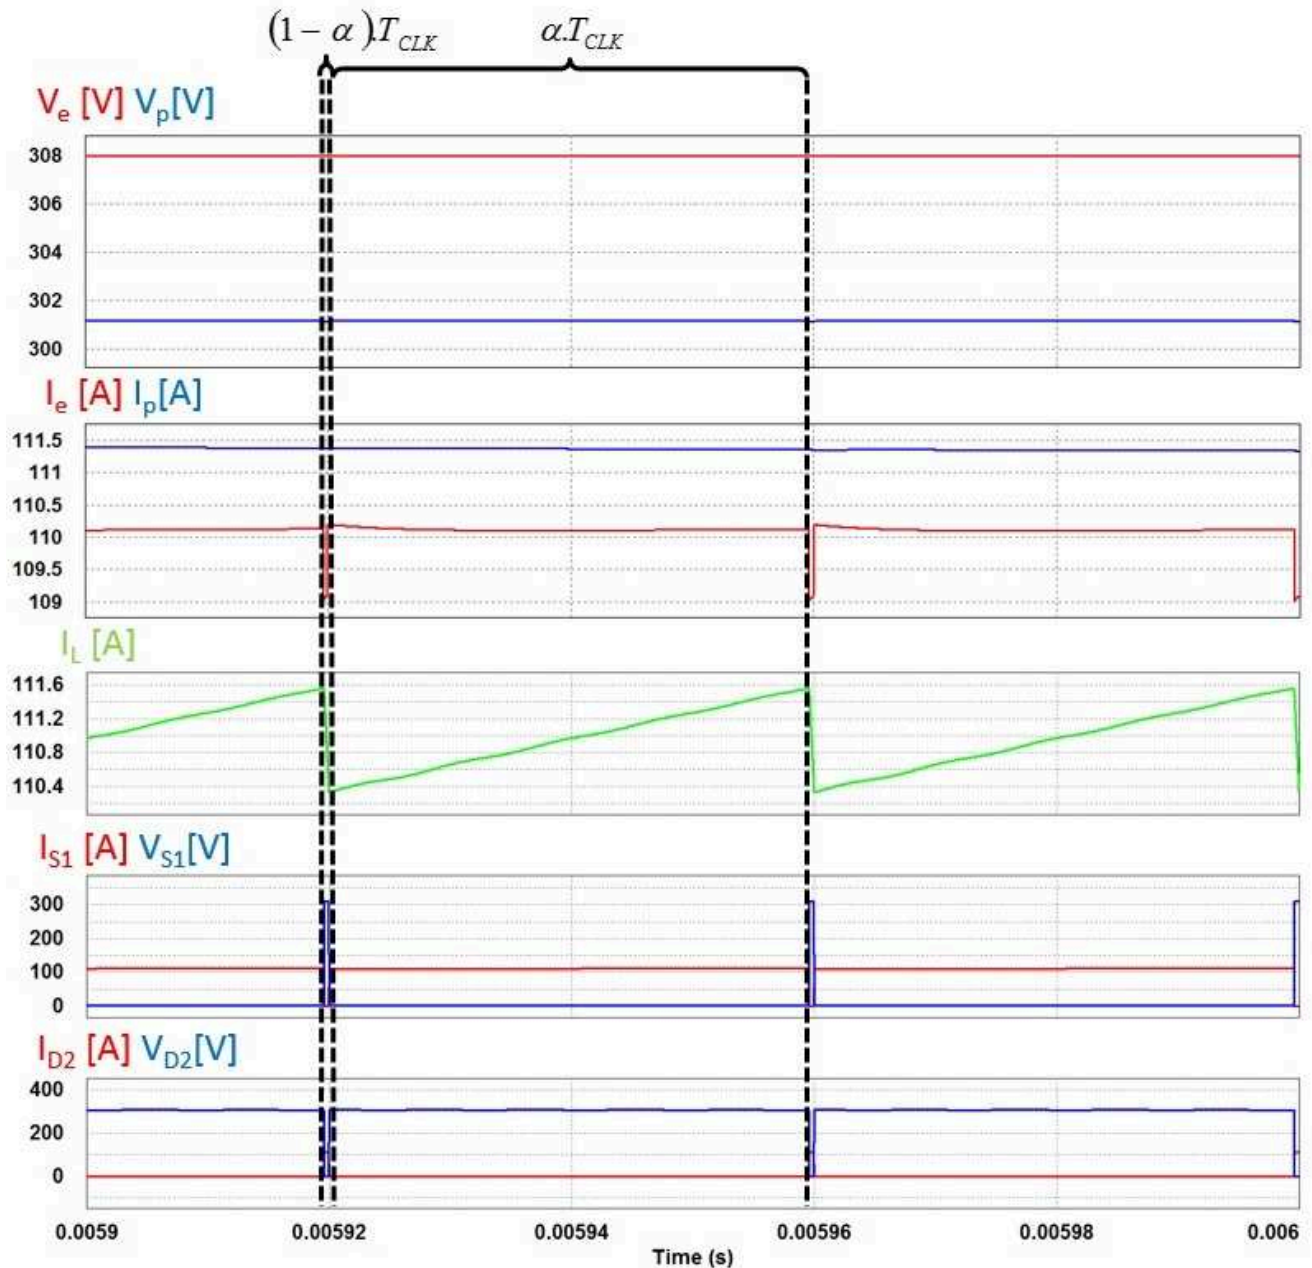 (1 − α).T_CLK α.T_CLK
V_e [V] V_p[V]
308
306
304
302
300
I_e [A] I_p[A]
111.5
111
110.5
110
109.5
109
I_L [A]
111.6
111.2
110.8
110.4
I_S1 [A] V_S1[V]
300
200
100
0
I_D2 [A] V_D2[V]
400
200
0
0.0059 0.00592 0.00594 0.00596 0.00598 0.006
Time (s)